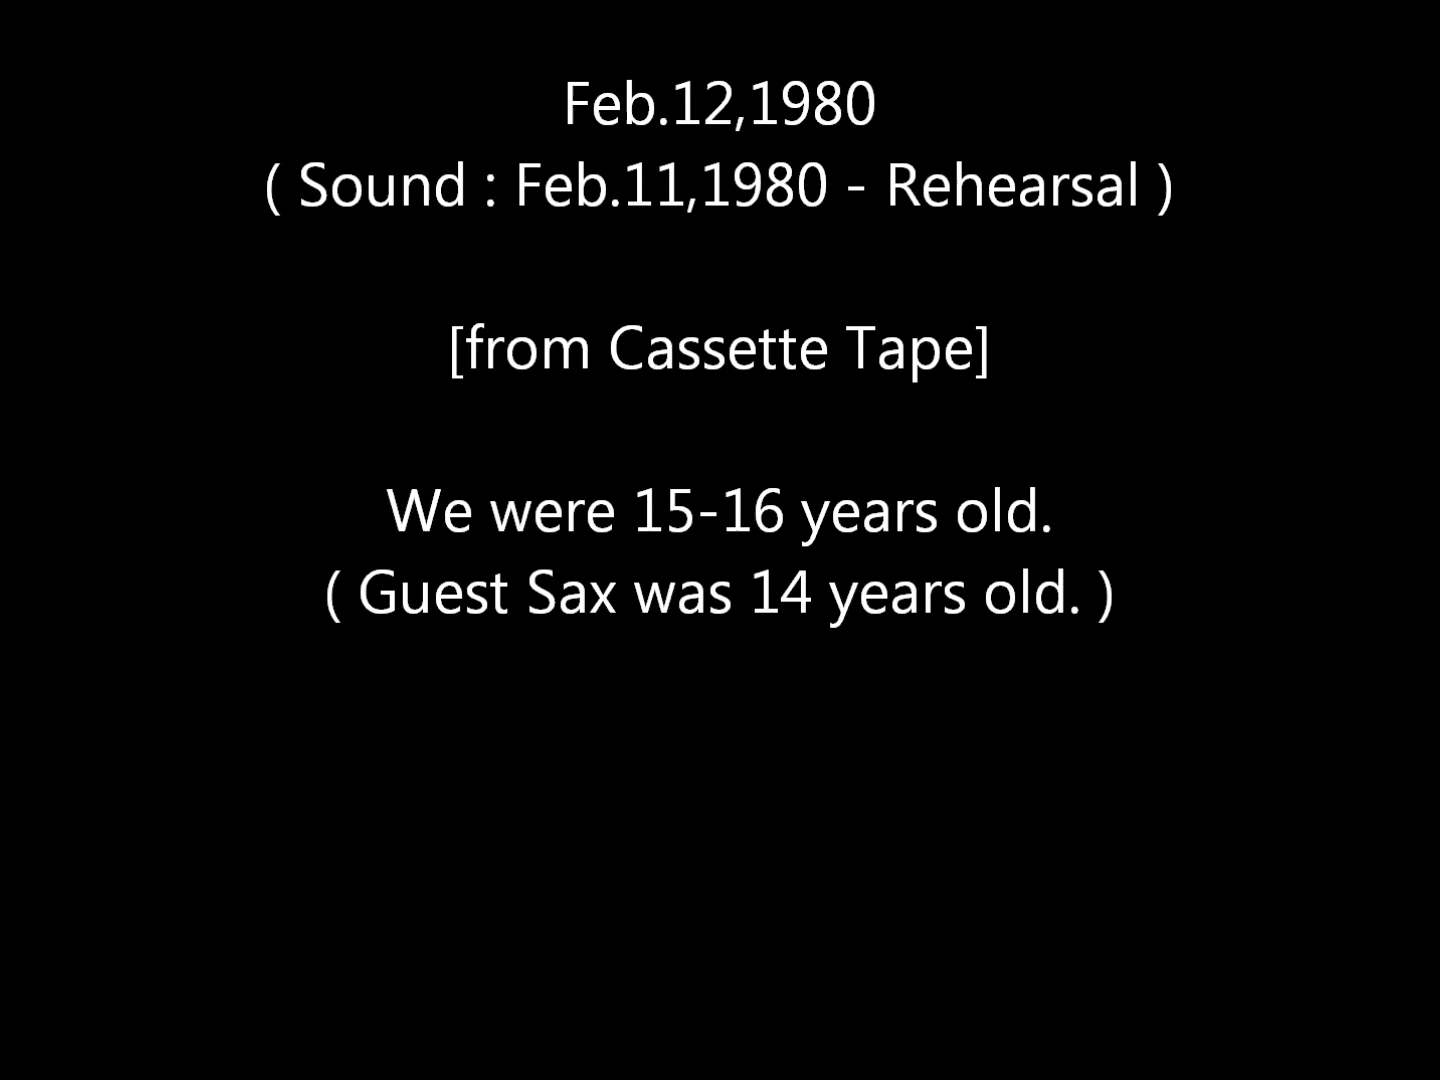 Feb.12,1980
( Sound : Feb.11,1980 - Rehearsal )
[from Cassette Tape]
We were 15-16 years old.
( Guest Sax was 14 years old. )